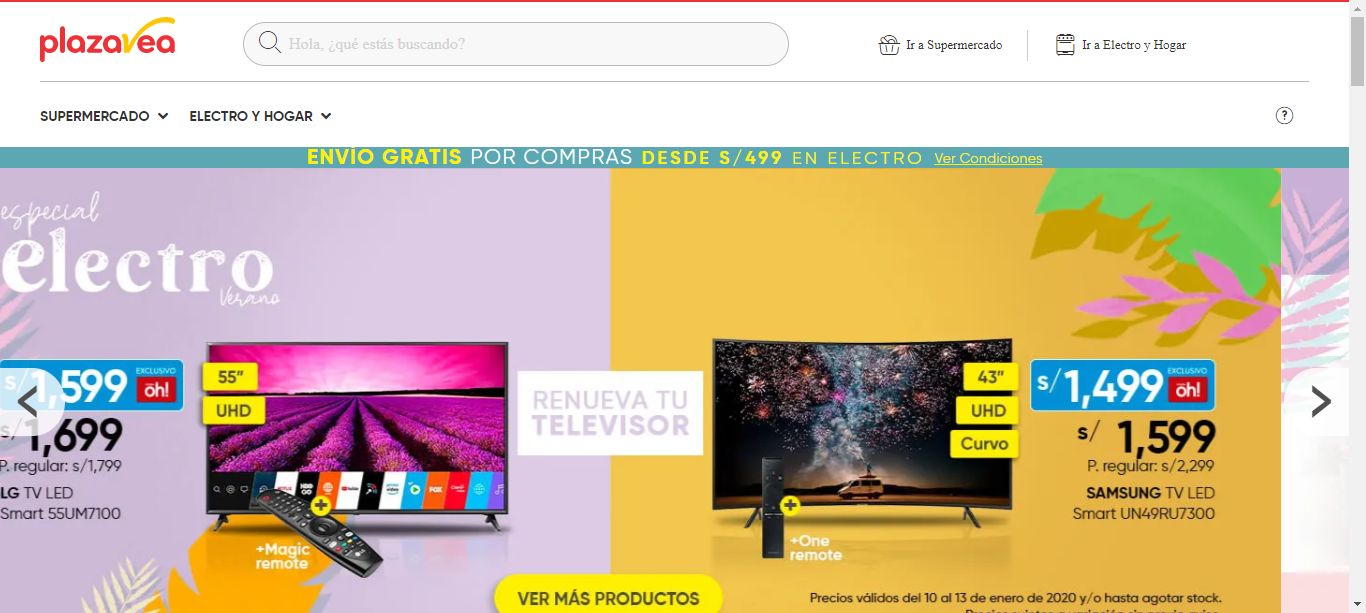 plazavea
Hola, ¿qué estás buscando?
Ir a Supermercado
Ir a Electro y Hogar
SUPERMERCADO
ELECTRO Y HOGAR
?
ENVÍO GRATIS POR COMPRAS DESDE S/499 EN ELECTRO Ver Condiciones
especial
electro
Verano
S/1,599
EXCLUSIVO
ōh!
s/1,699
P. regular: s/1,799
LG TV LED
Smart 55UM7100
55"
UHD
+
+Magic
remote
RENUEVA TU
TELEVISOR
43"
UHD
Curvo
+
+One
remote
S/1,499
EXCLUSIVO
ōh!
s/ 1,599
P. regular: s/2,299
SAMSUNG TV LED
Smart UN49RU7300
VER MÁS PRODUCTOS
Precios válidos del 10 al 13 de enero de 2020 y/o hasta agotar stock.